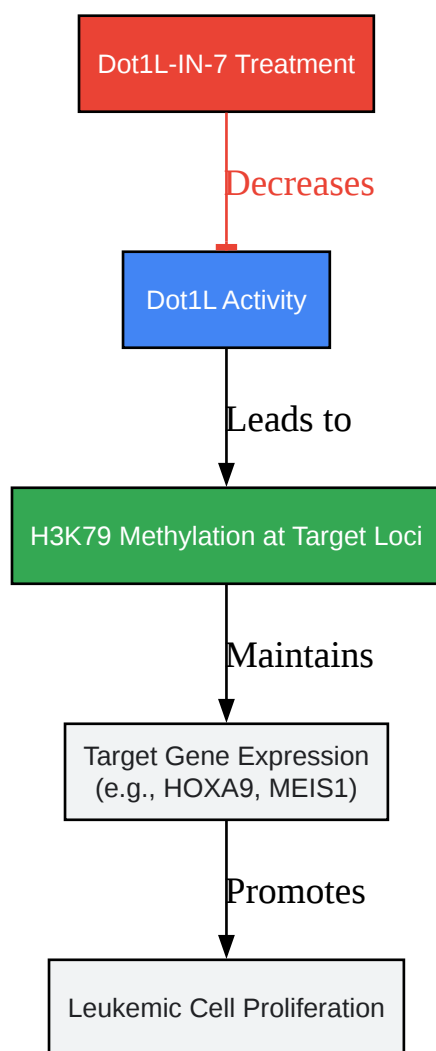 Dot1L-IN-7 Treatment
Decreases
Dot1L Activity
Leads to
H3K79 Methylation at Target Loci
Maintains
Target Gene Expression
(e.g., HOXA9, MEIS1)
Promotes
Leukemic Cell Proliferation